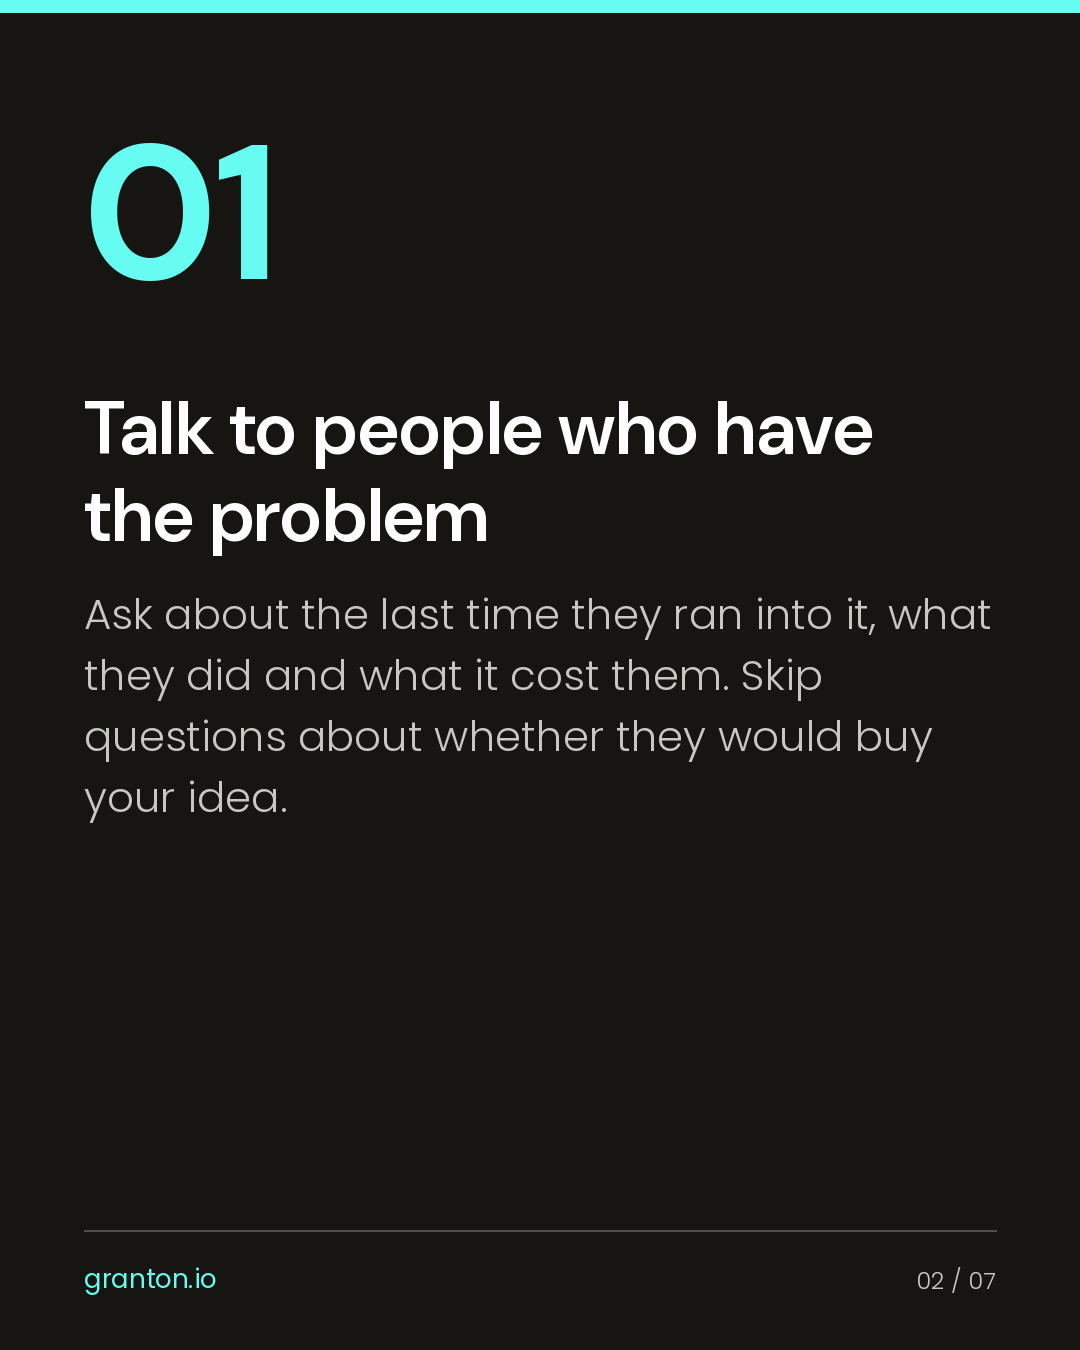 01
Talk to people who have
the problem
Ask about the last time they ran into it, what
they did and what it cost them. Skip
questions about whether they would buy
your idea.
granton.io
02 / 07